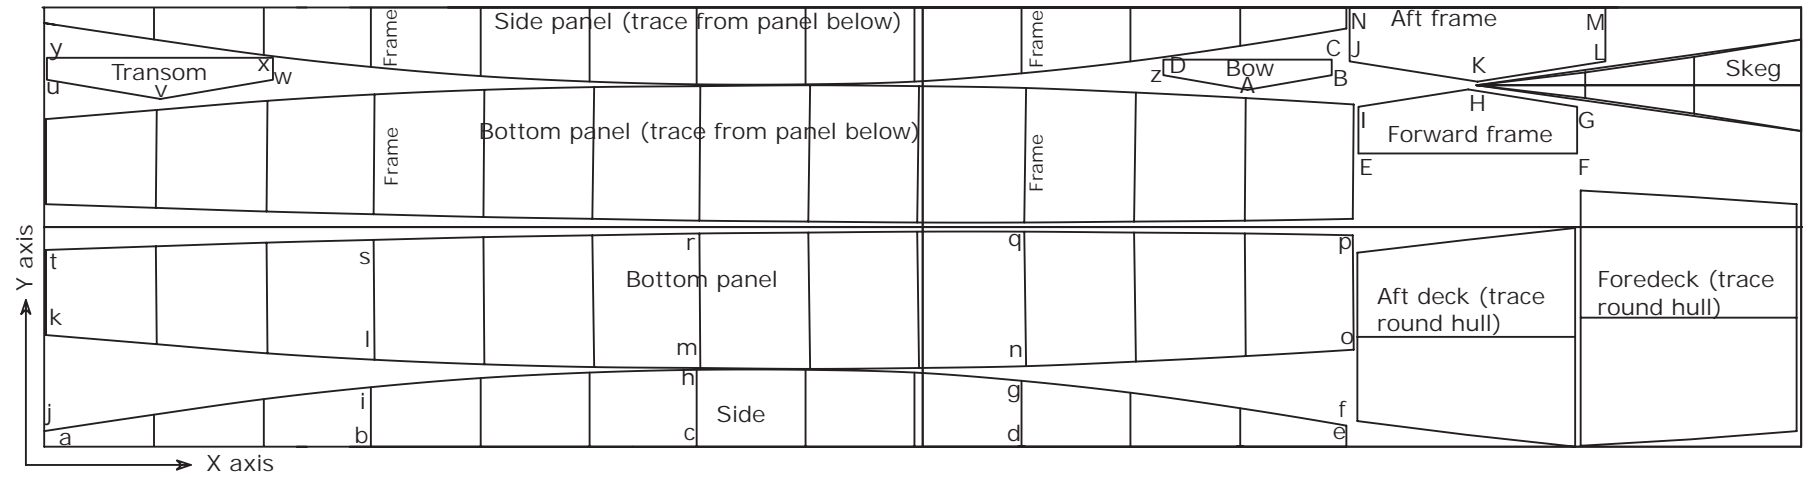 Side panel (trace from panel below)
Frame
Frame
N
Aft frame
M
C
J
L
y
x
Transom
w
u
v
z
D
Bow
A
B
K
Skeg
H
I
G
Forward frame
E
F
Bottom panel (trace from panel below)
Frame
Frame
t
s
r
q
p
Bottom panel
k
l
m
n
o
Aft deck (trace
round hull)
Foredeck (trace
round hull)
j
i
h
g
f
Side
a
b
c
d
e
Y axis
X axis